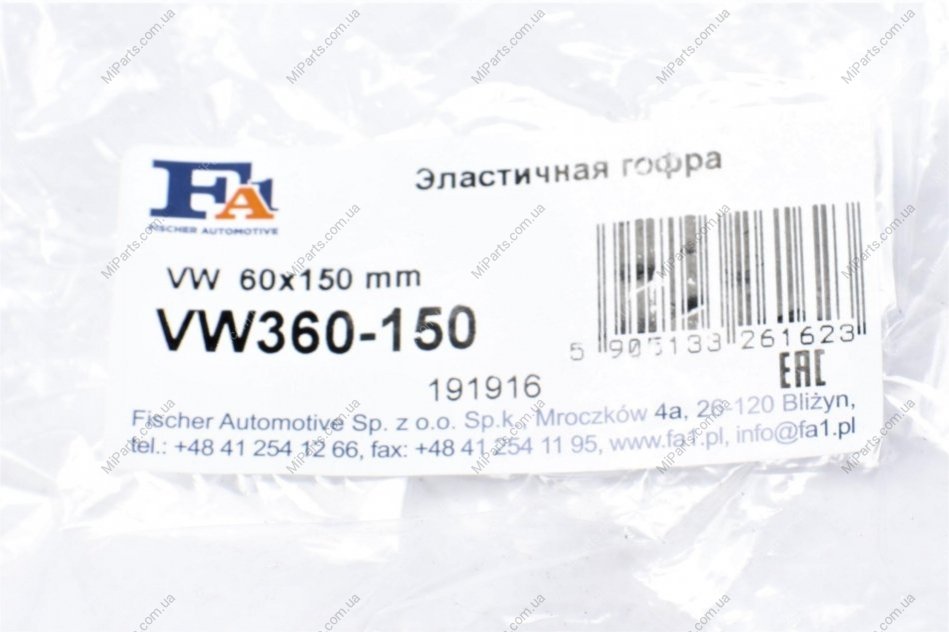 FA1
FISCHER AUTOMOTIVE
Эластичная гофра
VW 60x150 mm
VW360-150
5 905133 261623
EAC
191916
Fischer Automotive Sp. z o.o. Sp.k., Mroczków 4a, 26-120 Bliżyn,
tel.: +48 41 254 12 66, fax: +48 41 254 11 95, www.fa1.pl, info@fa1.pl
MiParts.com.ua